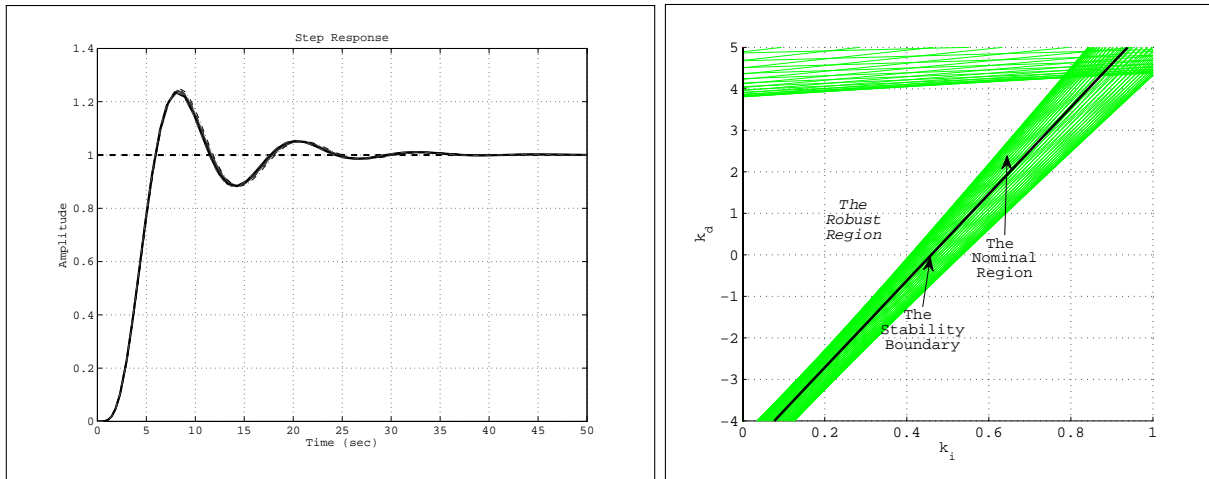 Step Response
1.4
1.2
1
0.8
0.6
0.4
0.2
0
Amplitude
0 5 10 15 20 25 30 35 40 45 50
Time (sec)
5
4
3
2
1
0
-1
-2
-3
-4
k_d
The
Robust
Region
The
Nominal
Region
The
Stability
Boundary
0 0.2 0.4 0.6 0.8 1
k_i